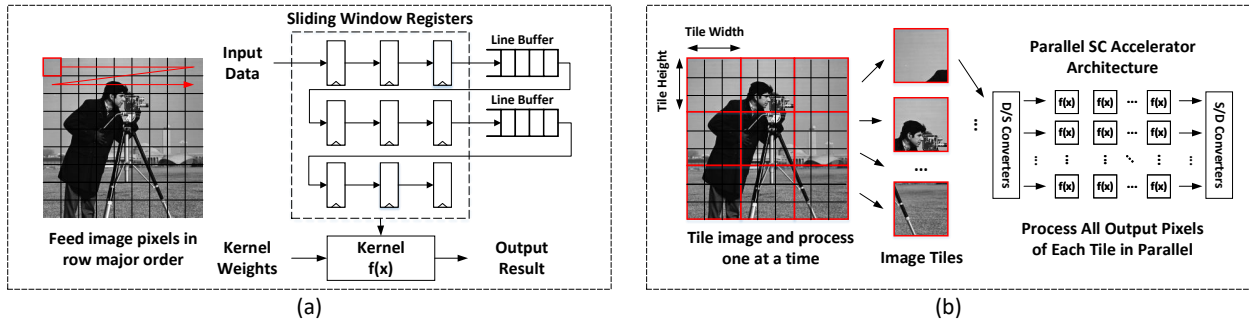 Sliding Window Registers
Input
Data
Line Buffer
Line Buffer
Feed image pixels in
row major order
Kernel
Weights
Kernel
f(x)
Output
Result
(a)
Tile Width
Tile Height
Tile image and process
one at a time
...
Image Tiles
...
Parallel SC Accelerator
Architecture
D/S Converters
f(x) f(x) ... f(x)
f(x) f(x) ... f(x)
f(x) f(x) ... f(x)
S/D Converters
Process All Output Pixels
of Each Tile in Parallel
(b)